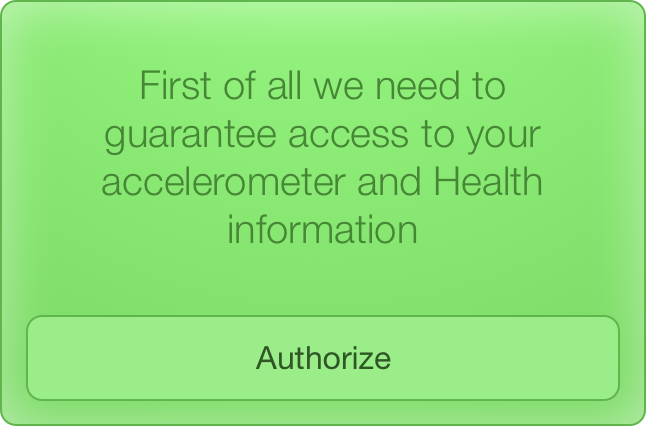 First of all we need to
guarantee access to your
accelerometer and Health
information
Authorize